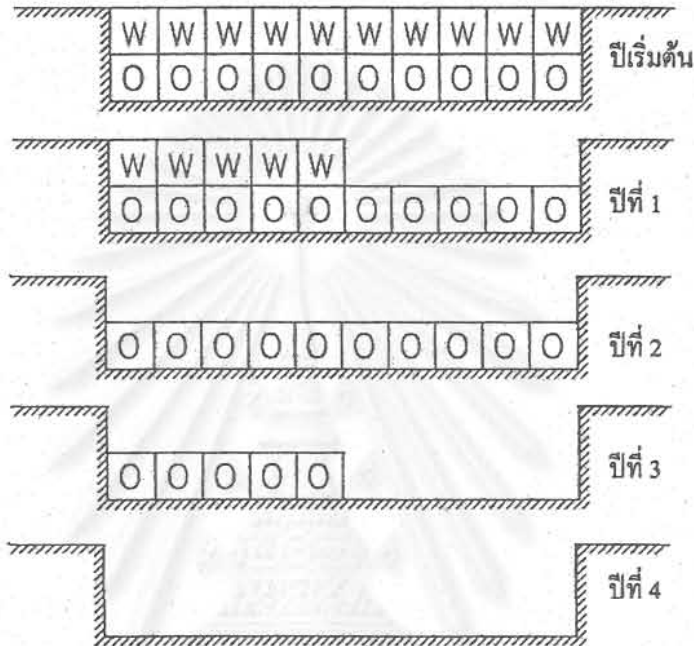 W W W W W W W W W W
O O O O O O O O O O
ปีเริ่มต้น
W W W W W
O O O O O O O O O O
ปีที่ 1
O O O O O O O O O O
ปีที่ 2
O O O O O
ปีที่ 3
ปีที่ 4